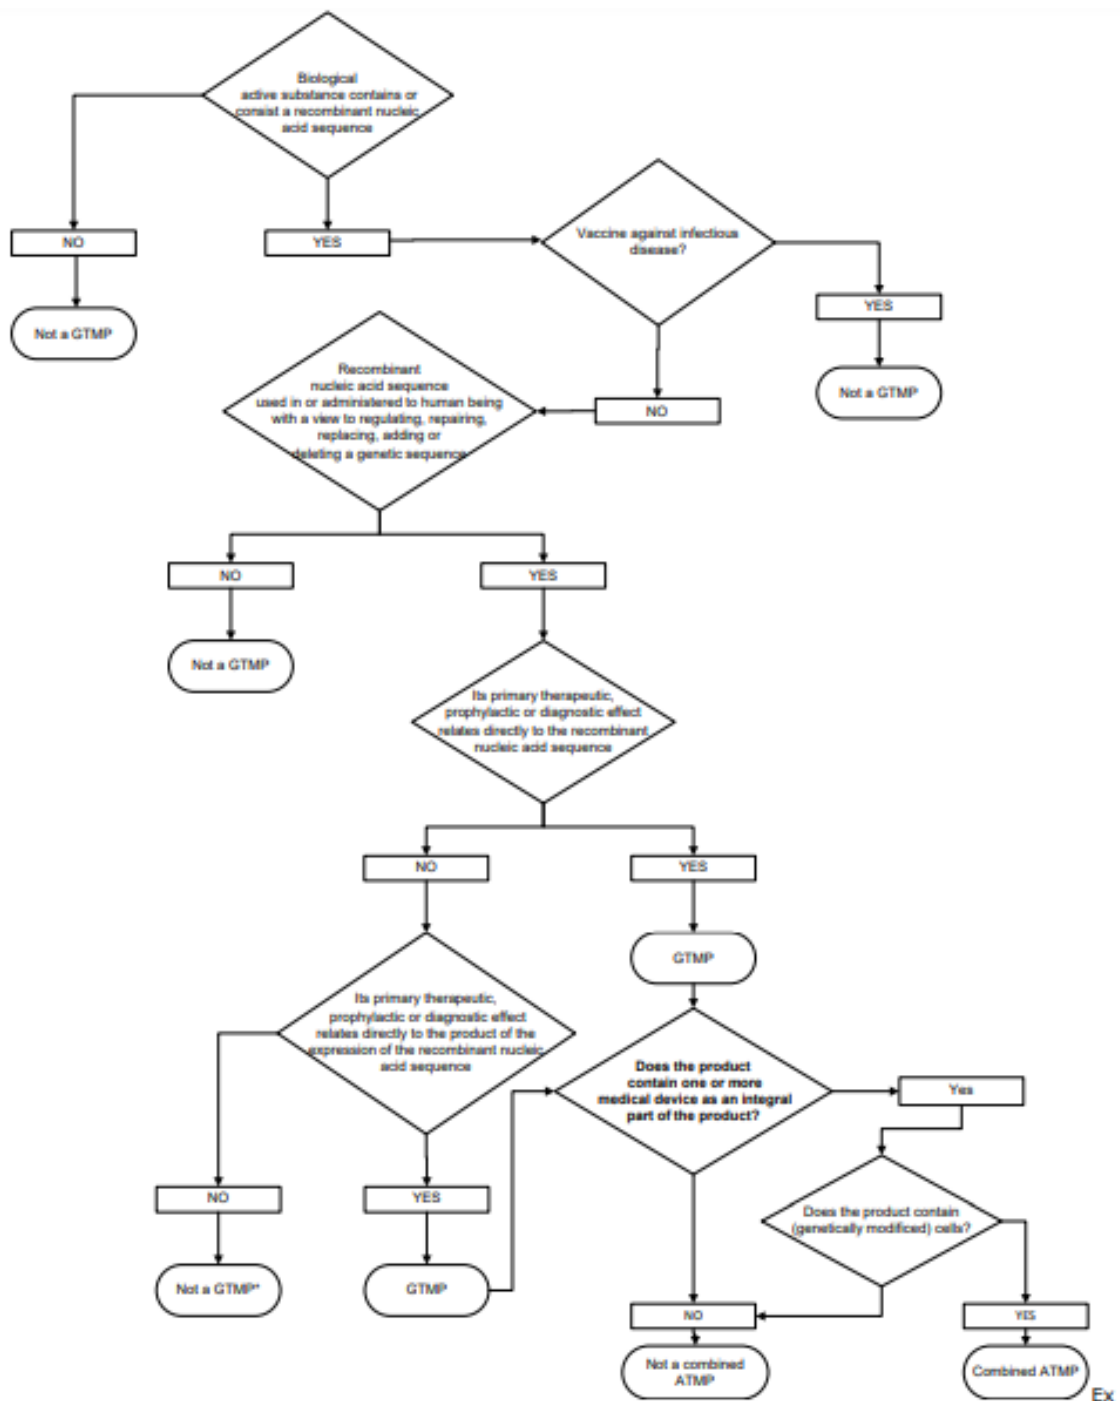 Biological
active substance contains or
consist a recombinant nucleic
acid sequence
NO
YES
Vaccine against infectious
disease?
YES
Not a GTMP
Not a GTMP
Recombinant
nucleic acid sequence
used in or administered to human being
with a view to regulating, repairing,
replacing, adding or
deleting a genetic sequence
NO
NO
YES
Not a GTMP
Its primary therapeutic,
prophylactic or diagnostic effect
relates directly to the recombinant
nucleic acid sequence
NO
YES
GTMP
Its primary therapeutic,
prophylactic or diagnostic effect
relates directly to the product of the
expression of the recombinant nucleic
acid sequence
Does the product
contain one or more
medical device as an integral
part of the product?
Yes
NO
YES
Does the product contain
(genetically modificed) cells?
Not a GTMP*
GTMP
NO
YES
Not a combined
ATMP
Combined ATMP
Ex